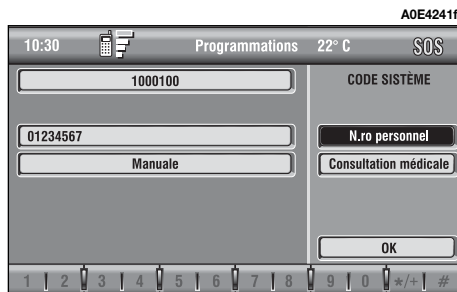 A0E4241f
10:30 Programmations 22° C SOS
1000100
CODE SISTÈME
01234567
N.ro personnel
Manuale
Consultation médicale
OK
1 2 3 4 5 6 7 8 9 0 */+ #